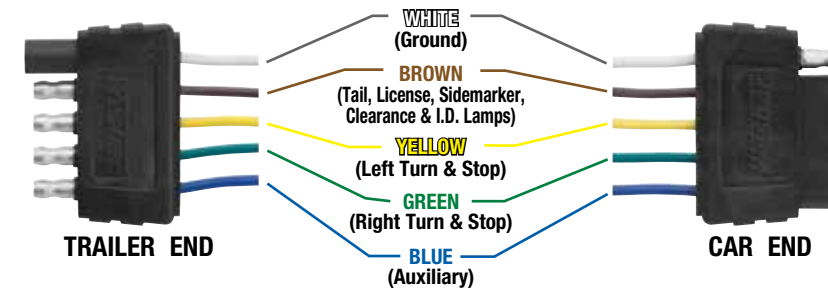 WHITE
(Ground)
BROWN
(Tail, License, Sidemarker,
Clearance & I.D. Lamps)
YELLOW
(Left Turn & Stop)
GREEN
(Right Turn & Stop)
BLUE
(Auxiliary)
TRAILER END
CAR END